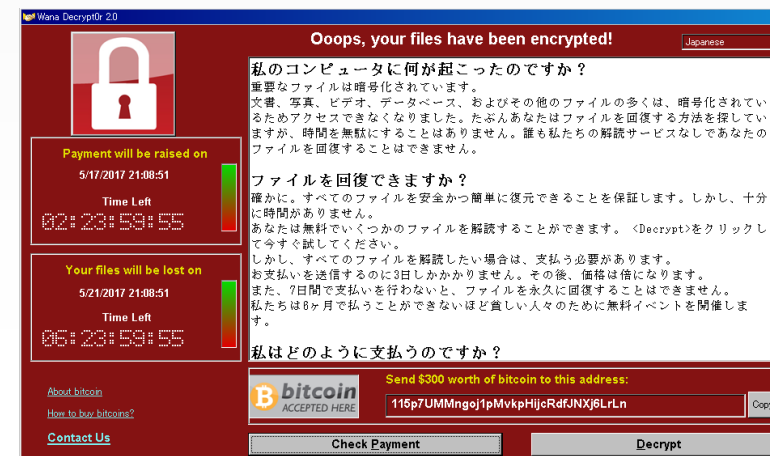 Wana Decrypt0r 2.0
Ooops, your files have been encrypted!
Japanese
私のコンピュータに何が起こったのですか？
重要なファイルは暗号化されています。
文書、写真、ビデオ、データベース、およびその他のファイルの多くは、暗号化されてい
るためアクセスできなくなりました。たぶんあなたはファイルを回復する方法を探してい
ますが、時間を無駄にすることはありません。誰も私たちの解読サービスなしであなたの
ファイルを回復することはできません。
ファイルを回復できますか？
確かに。すべてのファイルを安全かつ簡単に復元できることを保証します。しかし、十分
に時間がありません。
あなたは無料でいくつかのファイルを解読することができます。 <Decrypt>をクリックし
て今すぐ試してください。
しかし、すべてのファイルを解読したい場合は、支払う必要があります。
お支払いを送信するのに3日しかかかりません。その後、価格は倍になります。
また、7日間で支払いを行わないと、ファイルを永久に回復することはできません。
私たちは6ヶ月で払うことができないほど貧しい人々のために無料イベントを開催しま
す。
私はどのように支払うのですか？
Payment will be raised on
5/17/2017 21:08:51
Time Left
02:23:59:55
Your files will be lost on
5/21/2017 21:08:51
Time Left
06:23:59:55
About bitcoin
How to buy bitcoins?
Contact Us
bitcoin
ACCEPTED HERE
Send $300 worth of bitcoin to this address:
115p7UMMngoj1pMvkpHijcRdfJNXj6LrLn
Copy
Check Payment
Decrypt